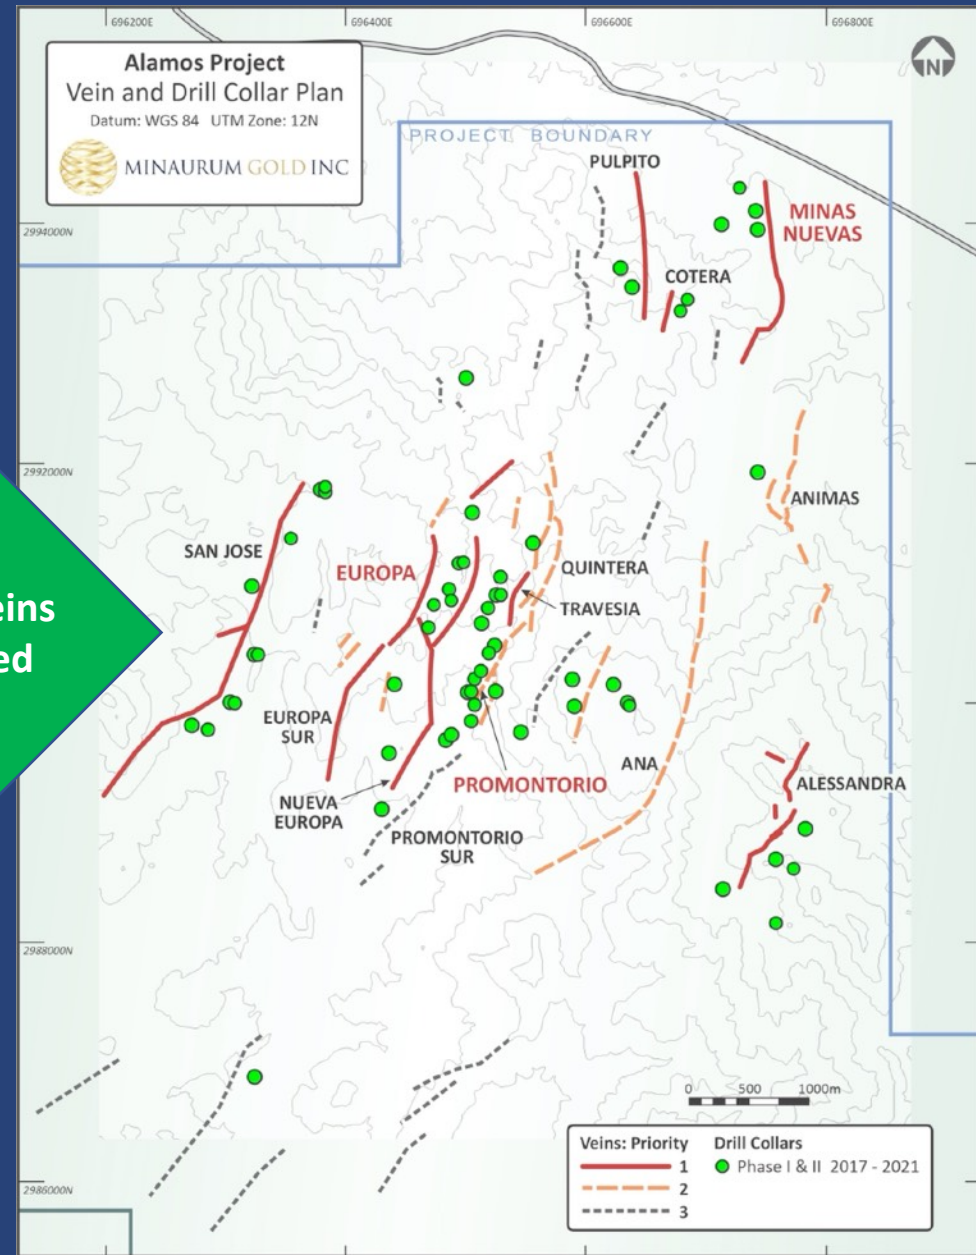 696200E
696400E
696600E
696800E
Alamos Project
Vein and Drill Collar Plan
Datum: WGS 84 UTM Zone: 12N
MINAURUM GOLD INC
PROJECT BOUNDARY
PULPITO
MINAS
NUEVAS
2994000N
COTERA
2992000N
ANIMAS
SAN JOSE
EUROPA
QUINTERA
TRAVESIA
eins
ed
EUROPA
SUR
ANA
PROMONTORIO
ALESSANDRA
NUEVA
EUROPA
PROMONTORIO
SUR
2988000N
0 500 1000m
Veins: Priority
1
2
3
Drill Collars
Phase I & II 2017 - 2021
2986000N
N